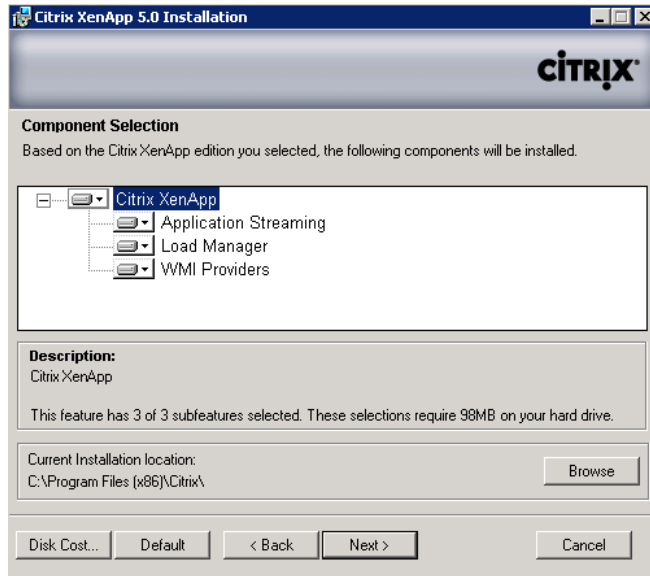 Citrix XenApp 5.0 Installation
CITRIX
Component Selection
Based on the Citrix XenApp edition you selected, the following components will be installed.
Citrix XenApp
Application Streaming
Load Manager
WMI Providers
Description:
Citrix XenApp
This feature has 3 of 3 subfeatures selected. These selections require 98MB on your hard drive.
Current Installation location:
C:\Program Files (x86)\Citrix\
Browse
Disk Cost... Default < Back Next > Cancel